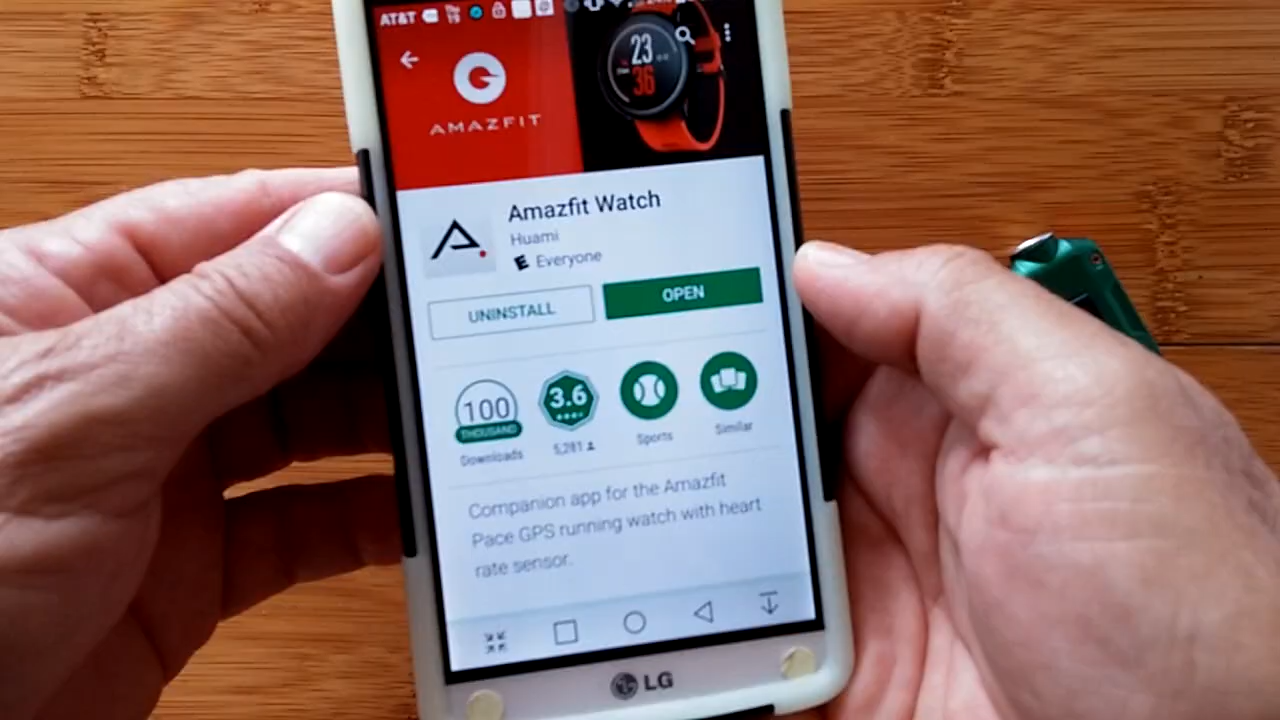 AT&T
AMAZFIT
23
36
Amazfit Watch
Huami
E Everyone
UNINSTALL
OPEN
100
THOUSAND
Downloads
3.6
5,281
Sports
Similar
Companion app for the Amazfit
Pace GPS running watch with heart
rate sensor.
LG